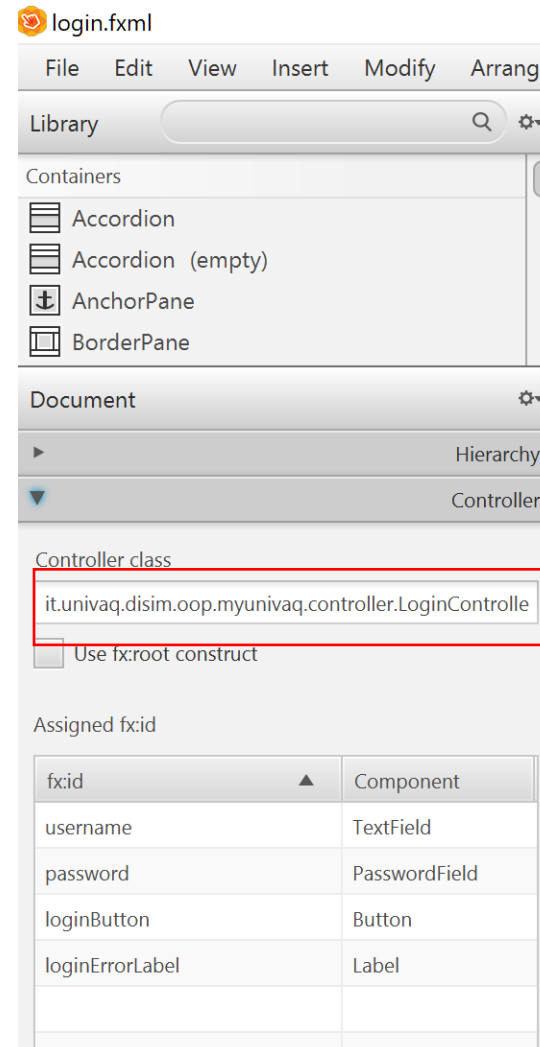 login.fxml
File Edit View Insert Modify Arrang
Library
Containers
Accordion
Accordion (empty)
AnchorPane
BorderPane
Document
Hierarchy
Controller
Controller class
it.univaq.disim.oop.myunivaq.controller.LoginControlle
Use fx:root construct
Assigned fx:id
fx:id Component
username TextField
password PasswordField
loginButton Button
loginErrorLabel Label